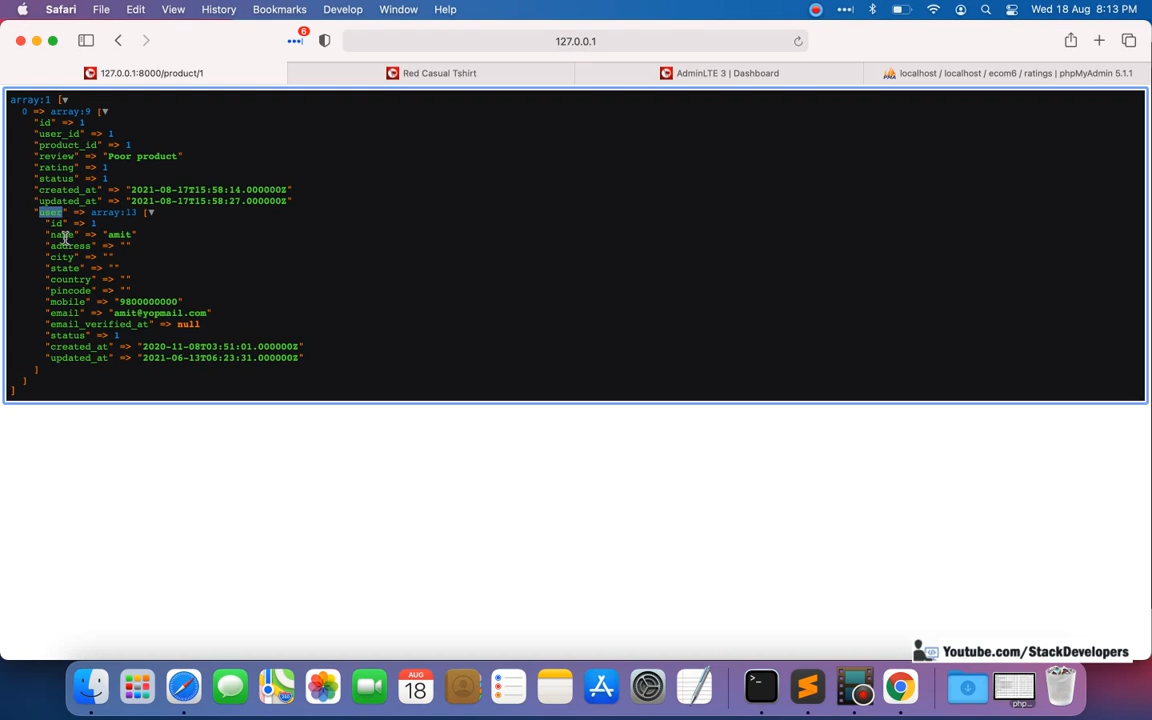 Safari File Edit View History Bookmarks Develop Window Help Wed 18 Aug 8:13 PM
6
127.0.0.1
127.0.0.1:8000/product/1 Red Casual Tshirt AdminLTE 3 | Dashboard localhost / localhost / ecom6 / ratings | phpMyAdmin 5.1.1
array:1 [▼
0 => array:9 [▼
"id" => 1
"user_id" => 1
"product_id" => 1
"review" => "Poor product"
"rating" => 1
"status" => 1
"created_at" => "2021-08-17T15:58:14.000000Z"
"updated_at" => "2021-08-17T15:58:27.000000Z"
"user" => array:13 [▼
"id" => 1
"name" => "amit"
"address" => ""
"city" => ""
"state" => ""
"country" => ""
"pincode" => ""
"mobile" => "9800000000"
"email" => "amit@yopmail.com"
"email_verified_at" => null
"status" => 1
"created_at" => "2020-11-08T03:51:01.000000Z"
"updated_at" => "2021-06-13T06:23:31.000000Z"
]
]
]
Youtube.com/StackDevelopers
AUG
18
php...